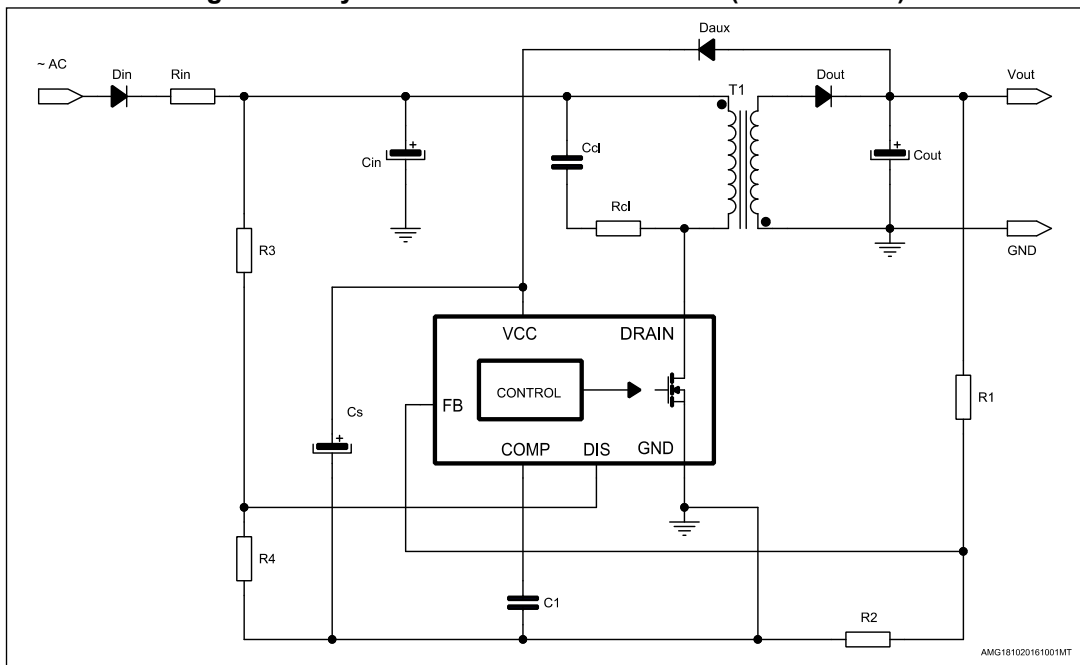 Daux
~ AC
Din
Rin
T1
Dout
Vout
Cin
+
Ccl
+
Cout
Rcl
R3
GND
VCC
DRAIN
CONTROL
FB
R1
Cs
+
COMP
DIS
GND
R4
C1
R2
AMG181020161001MT